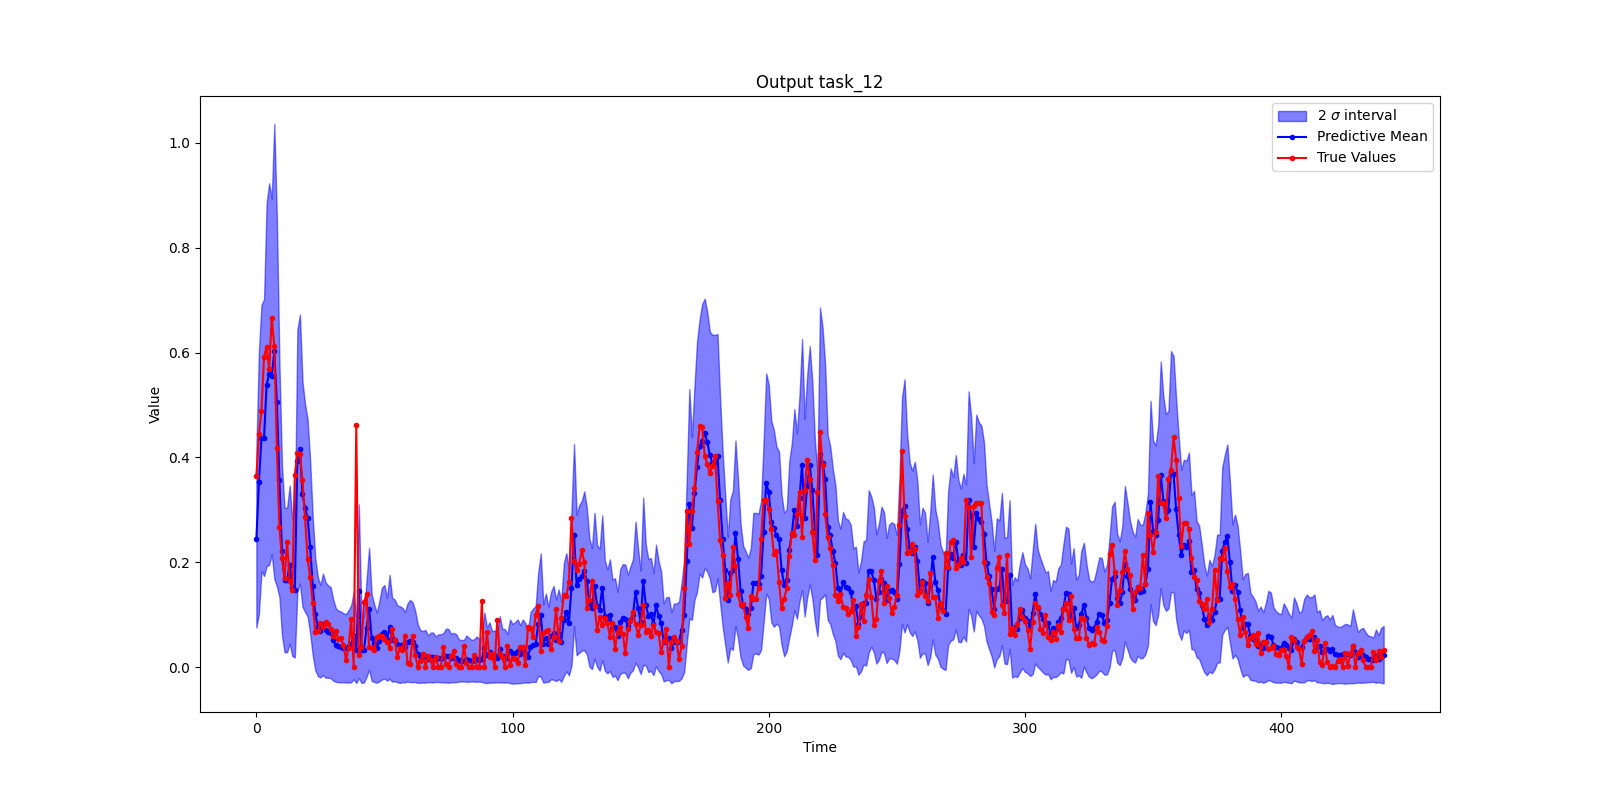 Output task_12
2 σ interval
Predictive Mean
True Values
Value
1.0
0.8
0.6
0.4
0.2
0.0
0 100 200 300 400
Time